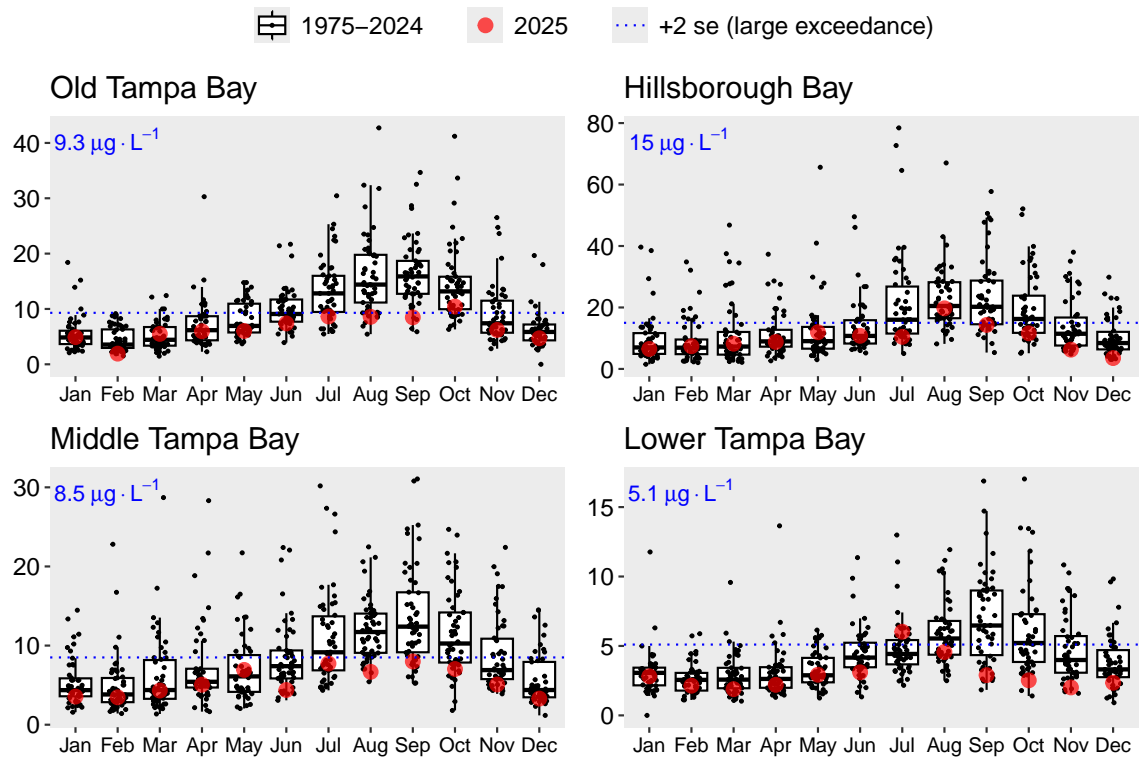 1975–2024 2025 +2 se (large exceedance)
Old Tampa Bay
9.3 µg · L⁻¹
40
30
20
10
0
Jan Feb Mar Apr May Jun Jul Aug Sep Oct Nov Dec
Hillsborough Bay
15 µg · L⁻¹
80
60
40
20
0
Jan Feb Mar Apr May Jun Jul Aug Sep Oct Nov Dec
Middle Tampa Bay
8.5 µg · L⁻¹
30
20
10
0
Jan Feb Mar Apr May Jun Jul Aug Sep Oct Nov Dec
Lower Tampa Bay
5.1 µg · L⁻¹
15
10
5
0
Jan Feb Mar Apr May Jun Jul Aug Sep Oct Nov Dec